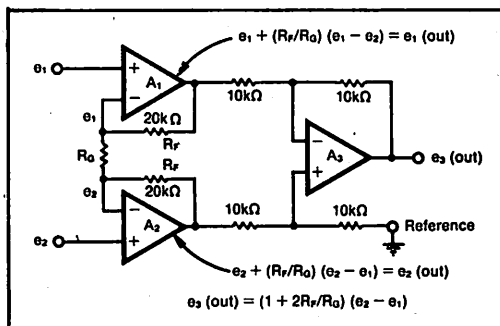 e₁ + (R_F/R_G) (e₁ − e₂) = e₁ (out)
e₁
+
A₁
−
10kΩ
10kΩ
e₁
20kΩ
R_F
R_G
R_F
−
A₃
+
e₃ (out)
e₂
20kΩ
−
A₂
+
10kΩ
10kΩ
Reference
e₂
e₂ + (R_F/R_G) (e₂ − e₁) = e₂ (out)
e₃ (out) = (1 + 2R_F/R_G) (e₂ − e₁)